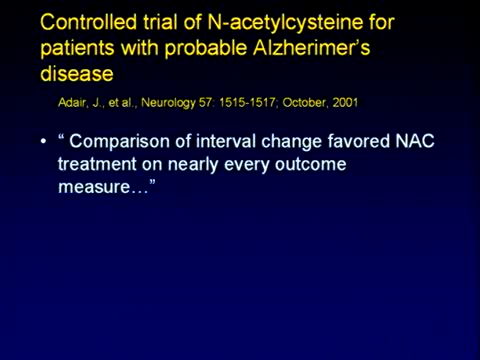 Controlled trial of N-acetylcysteine for
patients with probable Alzherimer's
disease
Adair, J., et al., Neurology 57: 1515-1517; October, 2001
• “ Comparison of interval change favored NAC
treatment on nearly every outcome
measure…”